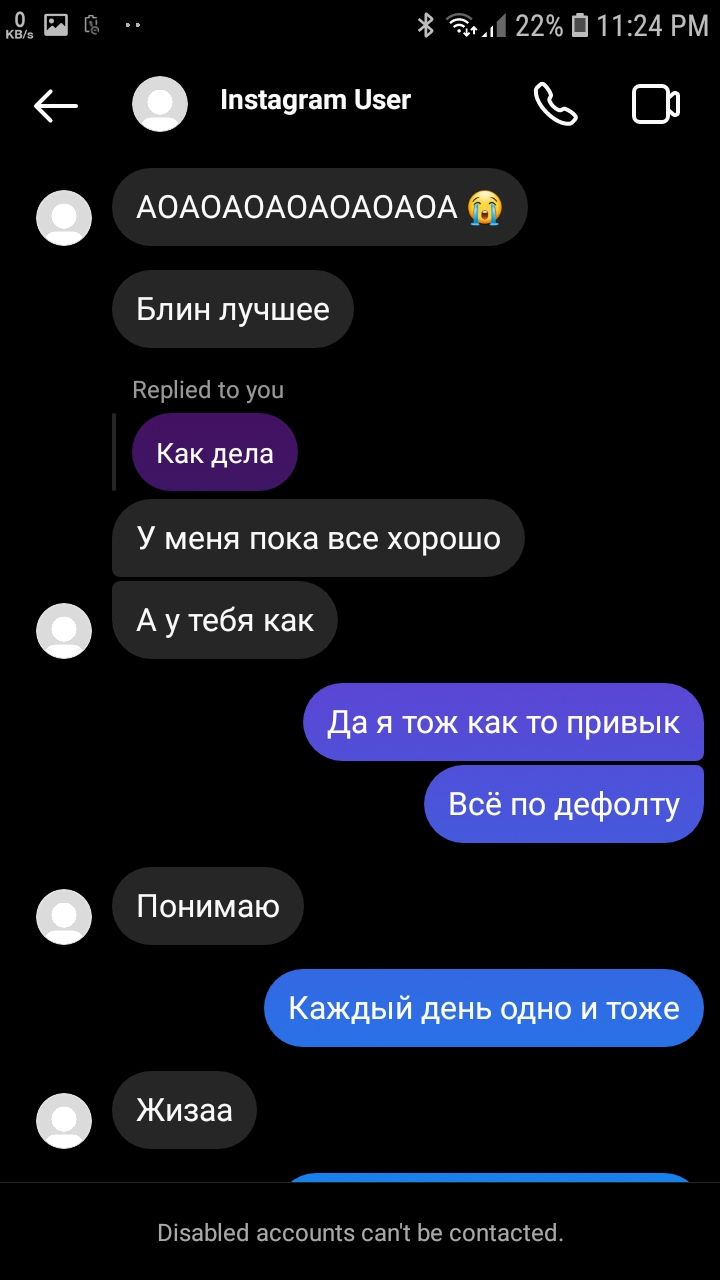 0
KB/s
22%
11:24 PM
Instagram User
АОАОАОАОАОАОАОА 😭
Блин лучшее
Replied to you
Как дела
У меня пока все хорошо
А у тебя как
Да я тож как то привык
Всё по дефолту
Понимаю
Каждый день одно и тоже
Жизаа
Disabled accounts can't be contacted.